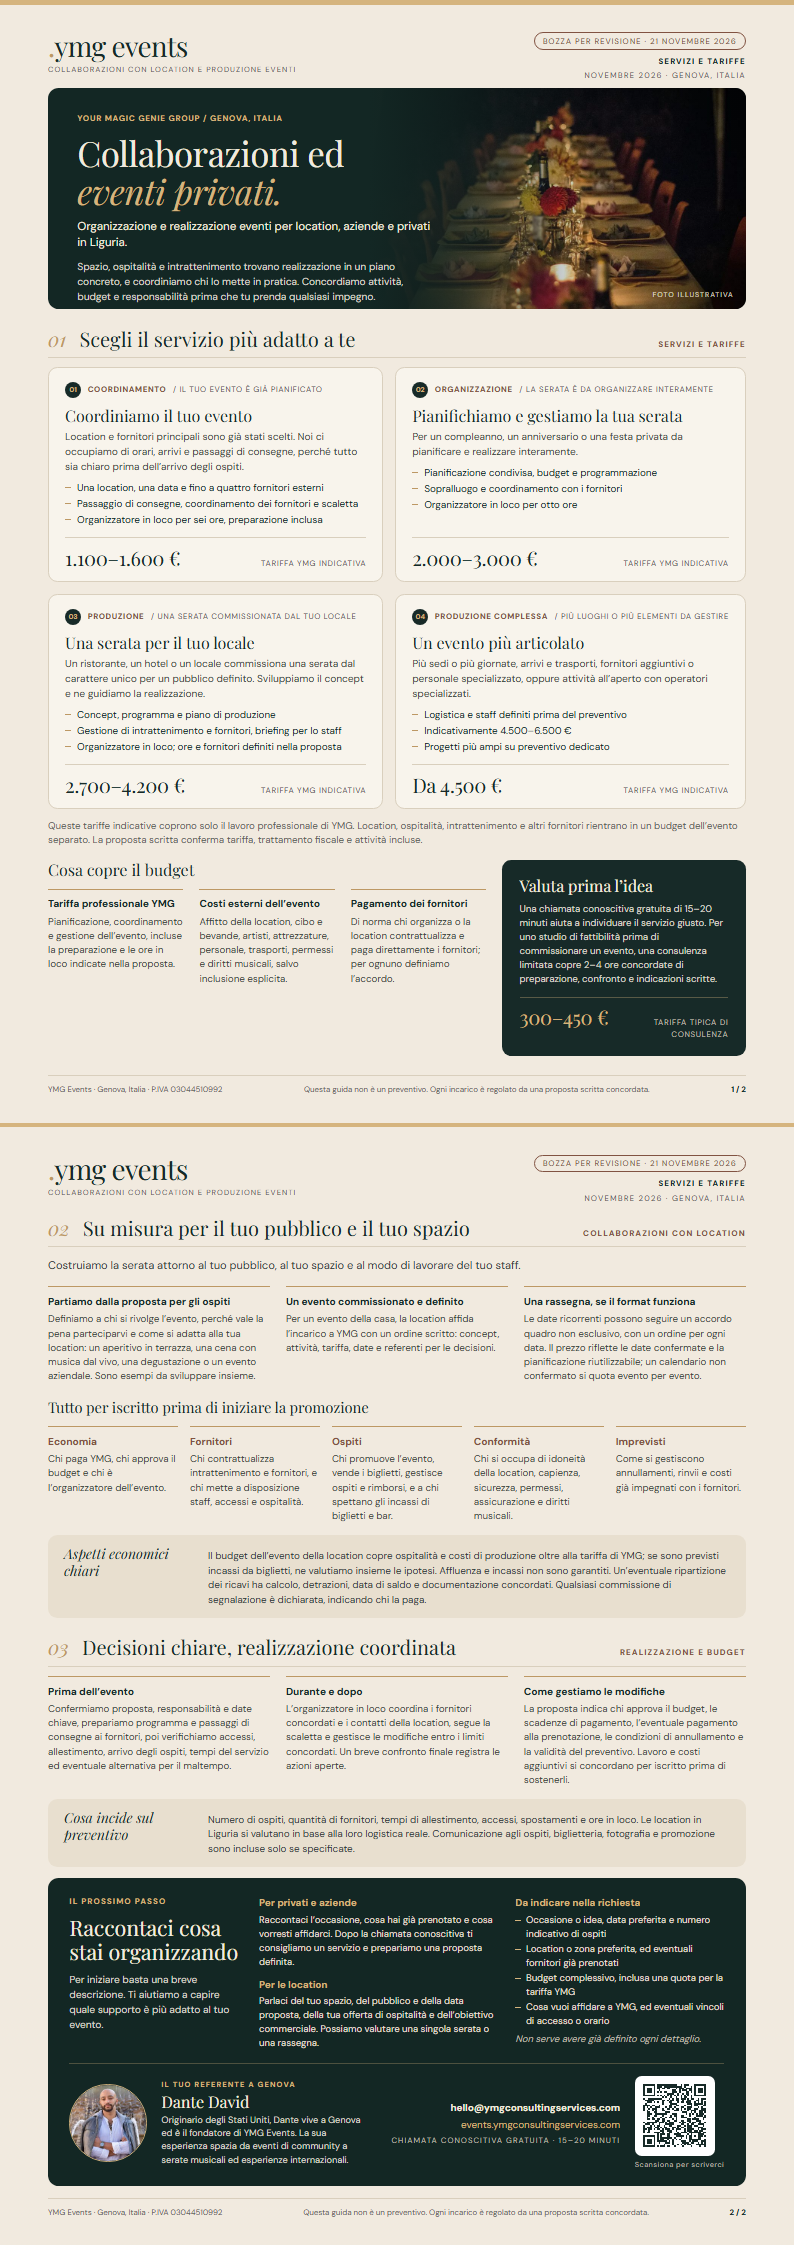 .ymg events
COLLABORAZIONI CON LOCATION E PRODUZIONE EVENTI
BOZZA PER REVISIONE · 21 NOVEMBRE 2026
SERVIZI E TARIFFE
NOVEMBRE 2026 · GENOVA, ITALIA
YOUR MAGIC GENIE GROUP / GENOVA, ITALIA
Collaborazioni ed
eventi privati.
Organizzazione e realizzazione eventi per location, aziende e privati
in Liguria.
Spazio, ospitalità e intrattenimento trovano realizzazione in un piano
concreto, e coordiniamo chi lo mette in pratica. Concordiamo attività,
budget e responsabilità prima che tu prenda qualsiasi impegno.
FOTO ILLUSTRATIVA
01 Scegli il servizio più adatto a te
SERVIZI E TARIFFE
01 COORDINAMENTO / IL TUO EVENTO È GIÀ PIANIFICATO
Coordiniamo il tuo evento
Location e fornitori principali sono già stati scelti. Noi ci
occupiamo di orari, arrivi e passaggi di consegne, perché tutto
sia chiaro prima dell'arrivo degli ospiti.
– Una location, una data e fino a quattro fornitori esterni
– Passaggio di consegne, coordinamento dei fornitori e scaletta
– Organizzatore in loco per sei ore, preparazione inclusa
1.100–1.600 €
TARIFFA YMG INDICATIVA
02 ORGANIZZAZIONE / LA SERATA È DA ORGANIZZARE INTERAMENTE
Pianifichiamo e gestiamo la tua serata
Per un compleanno, un anniversario o una festa privata da
pianificare e realizzare interamente.
– Pianificazione condivisa, budget e programmazione
– Sopralluogo e coordinamento con i fornitori
– Organizzatore in loco per otto ore
2.000–3.000 €
TARIFFA YMG INDICATIVA
03 PRODUZIONE / UNA SERATA COMMISSIONATA DAL TUO LOCALE
Una serata per il tuo locale
Un ristorante, un hotel o un locale commissiona una serata dal
carattere unico per un pubblico definito. Sviluppiamo il concept
e ne guidiamo la realizzazione.
– Concept, programma e piano di produzione
– Gestione di intrattenimento e fornitori, briefing per lo staff
– Organizzatore in loco; ore e fornitori definiti nella proposta
2.700–4.200 €
TARIFFA YMG INDICATIVA
04 PRODUZIONE COMPLESSA / PIÙ LUOGHI O PIÙ ELEMENTI DA GESTIRE
Un evento più articolato
Più sedi o più giornate, arrivi e trasporti, fornitori aggiuntivi o
personale specializzato, oppure attività all'aperto con operatori
specializzati.
– Logistica e staff definiti prima del preventivo
– Indicativamente 4.500–6.500 €
– Progetti più ampi su preventivo dedicato
Da 4.500 €
TARIFFA YMG INDICATIVA
Queste tariffe indicative coprono solo il lavoro professionale di YMG. Location, ospitalità, intrattenimento e altri fornitori rientrano in un budget dell'evento
separato. La proposta scritta conferma tariffa, trattamento fiscale e attività incluse.
Cosa copre il budget
Tariffa professionale YMG
Pianificazione, coordinamento
e gestione dell'evento, incluse
la preparazione e le ore in
loco indicate nella proposta.
Costi esterni dell'evento
Affitto della location, cibo e
bevande, artisti, attrezzature,
personale, trasporti, permessi
e diritti musicali, salvo
inclusione esplicita.
Pagamento dei fornitori
Di norma chi organizza o la
location contrattualizza e
paga direttamente i fornitori;
per ognuno definiamo
l'accordo.
Valuta prima l'idea
Una chiamata conoscitiva gratuita di 15–20
minuti aiuta a individuare il servizio giusto. Per
uno studio di fattibilità prima di
commissionare un evento, una consulenza
limitata copre 2–4 ore concordate di
preparazione, confronto e indicazioni scritte.
300–450 €
TARIFFA TIPICA DI
CONSULENZA
YMG Events · Genova, Italia · P.IVA 03044510992
Questa guida non è un preventivo. Ogni incarico è regolato da una proposta scritta concordata.
1 / 2
.ymg events
COLLABORAZIONI CON LOCATION E PRODUZIONE EVENTI
BOZZA PER REVISIONE · 21 NOVEMBRE 2026
SERVIZI E TARIFFE
NOVEMBRE 2026 · GENOVA, ITALIA
02 Su misura per il tuo pubblico e il tuo spazio
COLLABORAZIONI CON LOCATION
Costruiamo la serata attorno al tuo pubblico, al tuo spazio e al modo di lavorare del tuo staff.
Partiamo dalla proposta per gli ospiti
Definiamo a chi si rivolge l'evento, perché vale la
pena parteciparvi e come si adatta alla tua
location: un aperitivo in terrazza, una cena con
musica dal vivo, una degustazione o un evento
aziendale. Sono esempi da sviluppare insieme.
Un evento commissionato e definito
Per un evento della casa, la location affida
l'incarico a YMG con un ordine scritto: concept,
attività, tariffa, date e referenti per le decisioni.
Una rassegna, se il format funziona
Le date ricorrenti possono seguire un accordo
quadro non esclusivo, con un ordine per ogni
data. Il prezzo riflette le date confermate e la
pianificazione riutilizzabile; un calendario non
confermato si quota evento per evento.
Tutto per iscritto prima di iniziare la promozione
Economia
Chi paga YMG, chi approva il
budget e chi è
l'organizzatore dell'evento.
Fornitori
Chi contrattualizza
intrattenimento e fornitori, e
chi mette a disposizione
staff, accessi e ospitalità.
Ospiti
Chi promuove l'evento,
vende i biglietti, gestisce
ospiti e rimborsi, e a chi
spettano gli incassi di
biglietti e bar.
Conformità
Chi si occupa di idoneità
della location, capienza,
sicurezza, permessi,
assicurazione e diritti
musicali.
Imprevisti
Come si gestiscono
annullamenti, rinvii e costi
già impegnati con i fornitori.
Aspetti economici
chiari
Il budget dell'evento della location copre ospitalità e costi di produzione oltre alla tariffa di YMG; se sono previsti
incassi da biglietti, ne valutiamo insieme le ipotesi. Affluenza e incassi non sono garantiti. Un'eventuale ripartizione
dei ricavi ha calcolo, detrazioni, data di saldo e documentazione concordati. Qualsiasi commissione di
segnalazione è dichiarata, indicando chi la paga.
03 Decisioni chiare, realizzazione coordinata
REALIZZAZIONE E BUDGET
Prima dell'evento
Confermiamo proposta, responsabilità e date
chiave, prepariamo programma e passaggi di
consegne ai fornitori, poi verifichiamo accessi,
allestimento, arrivo degli ospiti, tempi del servizio
ed eventuale alternativa per il maltempo.
Durante e dopo
L'organizzatore in loco coordina i fornitori
concordati e i contatti della location, segue la
scaletta e gestisce le modifiche entro i limiti
concordati. Un breve confronto finale registra le
azioni aperte.
Come gestiamo le modifiche
La proposta indica chi approva il budget, le
scadenze di pagamento, l'eventuale pagamento
alla prenotazione, le condizioni di annullamento e
la validità del preventivo. Lavoro e costi
aggiuntivi si concordano per iscritto prima di
sostenerli.
Cosa incide sul
preventivo
Numero di ospiti, quantità di fornitori, tempi di allestimento, accessi, spostamenti e ore in loco. Le location in
Liguria si valutano in base alla loro logistica reale. Comunicazione agli ospiti, biglietteria, fotografia e promozione
sono incluse solo se specificate.
IL PROSSIMO PASSO
Raccontaci cosa
stai organizzando
Per iniziare basta una breve
descrizione. Ti aiutiamo a capire
quale supporto è più adatto al tuo
evento.
Per privati e aziende
Raccontaci l'occasione, cosa hai già prenotato e cosa
vorresti affidarci. Dopo la chiamata conoscitiva ti
consigliamo un servizio e prepariamo una proposta
definita.
Per le location
Parlaci del tuo spazio, del pubblico e della data
proposta, della tua offerta di ospitalità e dell'obiettivo
commerciale. Possiamo valutare una singola serata o
una rassegna.
Da indicare nella richiesta
– Occasione o idea, data preferita e numero
indicativo di ospiti
– Location o zona preferita, ed eventuali
fornitori già prenotati
– Budget complessivo, inclusa una quota per la
tariffa YMG
– Cosa vuoi affidare a YMG, ed eventuali vincoli
di accesso o orario
Non serve avere già definito ogni dettaglio.
IL TUO REFERENTE A GENOVA
Dante David
Originario degli Stati Uniti, Dante vive a Genova
ed è il fondatore di YMG Events. La sua
esperienza spazia da eventi di community a
serate musicali ed esperienze internazionali.
hello@ymgconsultingservices.com
events.ymgconsultingservices.com
CHIAMATA CONOSCITIVA GRATUITA · 15–20 MINUTI
Scansiona per scriverci
YMG Events · Genova, Italia · P.IVA 03044510992
Questa guida non è un preventivo. Ogni incarico è regolato da una proposta scritta concordata.
2 / 2